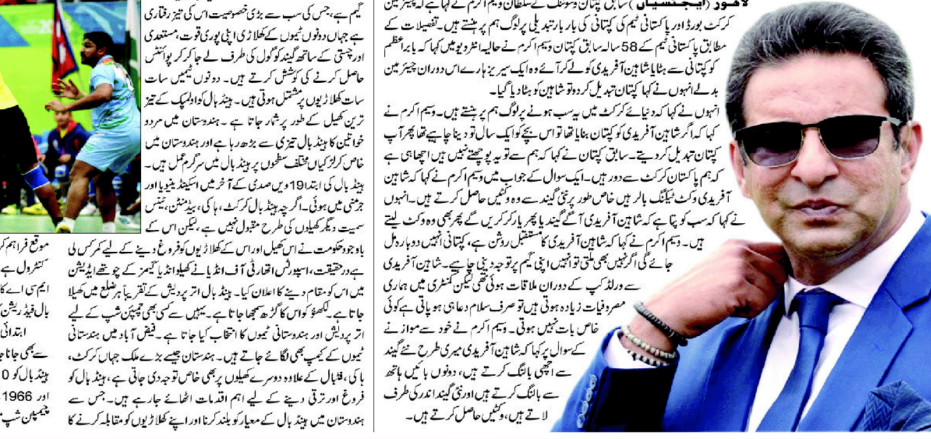 لاہور (ایجنسیاں) سابق کپتان و سوئنگ کے سلطان وسیم اکرم نے کہا ہے چیئرمین
کرکٹ بورڈ اور پاکستانی ٹیم کی کپتانی کی بار بار تبدیلی پر لوگ ہم پر ہنستے ہیں۔ تفصیلات کے
مطابق پاکستانی ٹیم کے 58 سالہ سابق کپتان وسیم اکرم نے حالیہ انٹرویو میں کہا کہ بابر اعظم
کو کپتانی سے ہٹایا شاہین آفریدی کو لے کر آئے وہ ایک سیریز ہارے اس دوران چیئرمین
بدلے انہوں نے کہا کپتان تبدیل کر دو تو شاہین کو ہٹا دیا گیا۔
انہوں نے کہا کہ دنیائے کرکٹ میں یہ سب ہونے پر لوگ ہم پر ہنستے ہیں۔ وسیم اکرم نے
کہا کہ اگر شاہین آفریدی کو کپتان بنایا تھا تو اس بچے کو ایک سال تو دینا چاہیے تھا پھر آپ
کپتان تبدیل کر دیتے۔ سابق کپتان نے کہا کہ ہم سے تو یہ پوچھتے نہیں ہیں اچھا ہی ہے
کہ ہم پاکستان کرکٹ سے دور ہیں۔ ایک سوال کے جواب میں وسیم اکرم نے کہا کہ شاہین
آفریدی وکٹ ٹیکنگ بالر ہیں خاص طور پر نئی گیند سے وہ وکٹیں حاصل کرتے ہیں۔ انہوں
نے کہا کہ سب کو پتا ہے کہ شاہین آفریدی آگے گیند یا پھر یارکر کریں گے پھر بھی وہ وکٹ لیتے
ہیں۔ وسیم اکرم نے کہا کہ شاہین آفریدی کا مستقبل روشن ہے، کپتانی انہیں دوبارہ مل
جائے گی اگر نہیں بھی ملتی تو انہیں اپنی گیم پر توجہ دینی چاہیے۔ شاہین آفریدی
سے ورلڈ کپ کے دوران ملاقات ہوئی تھی لیکن کمنٹری میں ہماری
مصروفیات زیادہ ہوتی ہیں تو صرف سلام دعا ہی ہو پاتی ہے کوئی
خاص بات نہیں ہوتی۔ وسیم اکرم نے خود سے موازنے
کے سوال پر کہا کہ شاہین آفریدی میری طرح نئے گیند
سے اچھی بالنگ کرتے ہیں، دونوں بائیں ہاتھ
سے بالنگ کرتے ہیں اور نئی گیند اندر کی طرف
لاتے ہیں، وکٹیں حاصل کرتے ہیں۔
گیم ہے، جس کی سب سے بڑی خصوصیت اس کی تیز رفتاری
ہے جہاں دونوں ٹیموں کے کھلاڑی اپنی پوری قوت، مستعدی
اور چستی کے ساتھ گیند کو گول کی طرف لے جا کر پوائنٹس
حاصل کرنے کی کوشش کرتے ہیں۔ دونوں ٹیمیں سات
سات کھلاڑیوں پر مشتمل ہوتی ہیں۔ ہینڈ بال کو اولمپک کے تیز
ترین کھیل کے طور پر شمار کیا جاتا ہے۔ ہندوستان میں مرد و
خواتین کا ہینڈ بال تیزی سے بڑھ رہا ہے اور ہندوستان میں
خاص کر لڑکیاں مختلف سطحوں پر ہینڈ بال میں سرگرم عمل ہیں۔
ہینڈ بال کی ابتدا 19ویں صدی کے آخر میں اسکینڈینیویا اور
جرمنی میں ہوئی۔ اگرچہ ہینڈ بال کرکٹ، ہاکی، بیڈمنٹن، ٹینس
سمیت دیگر کھیلوں کی طرح مقبول نہیں ہے، لیکن اس کے
باوجود حکومت نے اس کھیل اور اس کے کھلاڑیوں کو فروغ دینے کے لیے کمر کس لی
ہے درحقیقت، اسپورٹس اتھارٹی آف انڈیا نے کھیلو انڈیا گیمز کے چوتھے ایڈیشن
میں اس کو مقام دینے کا اعلان کیا۔ ہینڈ بال اتر پردیش کے تقریباً ہر ضلع میں کھیلا
جاتا ہے۔ لکھنؤ کو اس کا گڑھ سمجھا جاتا ہے۔ یہیں سے کسی بھی چمپئن شپ کے لیے
اتر پردیش اور ہندوستانی ٹیموں کا انتخاب کیا جاتا ہے۔ فیض آباد میں ہندوستانی
ٹیموں کے کیمپ بھی لگائے جاتے ہیں۔ ہندوستان جیسے بڑے ملک جہاں کرکٹ،
ہاکی، فٹبال کے علاوہ دوسرے کھیلوں پر بھی خاص توجہ دی جاتی ہے، ہینڈ بال کو
فروغ اور ترقی دینے کے لیے اہم اقدامات اٹھائے جا رہے ہیں۔ جس سے
ہندوستان میں ہینڈ بال کے معیار کو بلند کرنا اور اپنے کھلاڑیوں کو مقابلہ کرنے کا
موقع فراہم کر
کنٹرول ہے
ایم سی اے کا
بال فیڈریشن کا
ابتدائی
سے بھی جانا جا
ہینڈ بال 0
اور 1966
چیمپئن شپ م